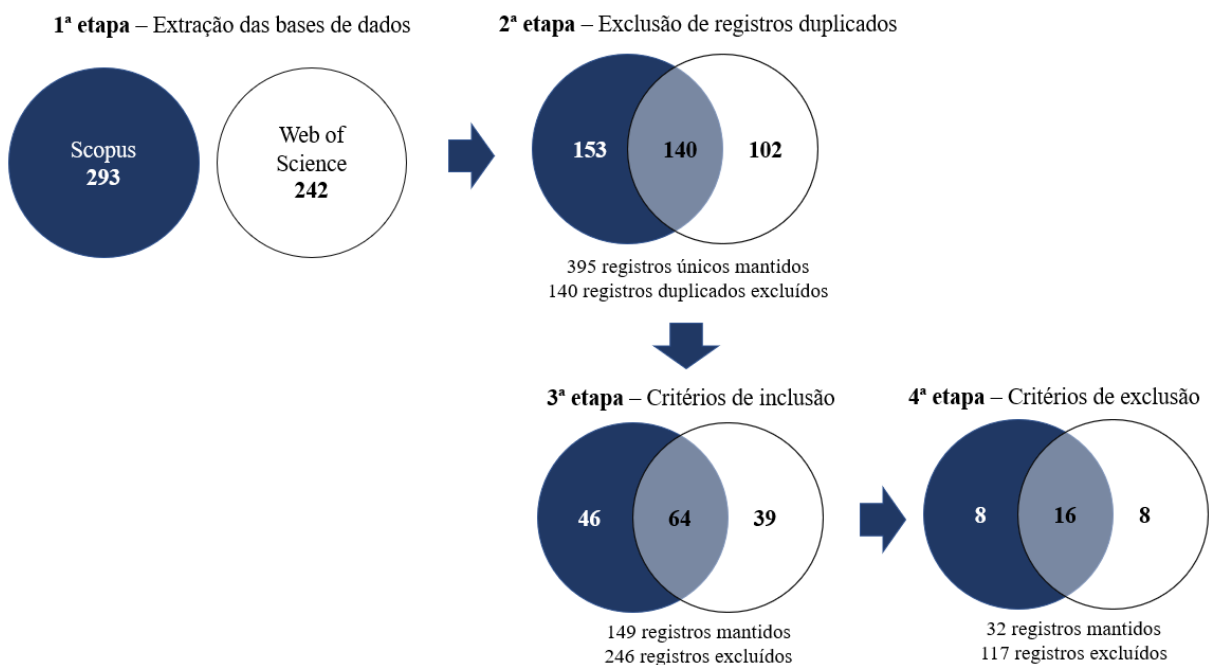 1ª etapa – Extração das bases de dados
Scopus
293
Web of
Science
242
2ª etapa – Exclusão de registros duplicados
153
140
102
395 registros únicos mantidos
140 registros duplicados excluídos
3ª etapa – Critérios de inclusão
46
64
39
149 registros mantidos
246 registros excluídos
4ª etapa – Critérios de exclusão
8
16
8
32 registros mantidos
117 registros excluídos